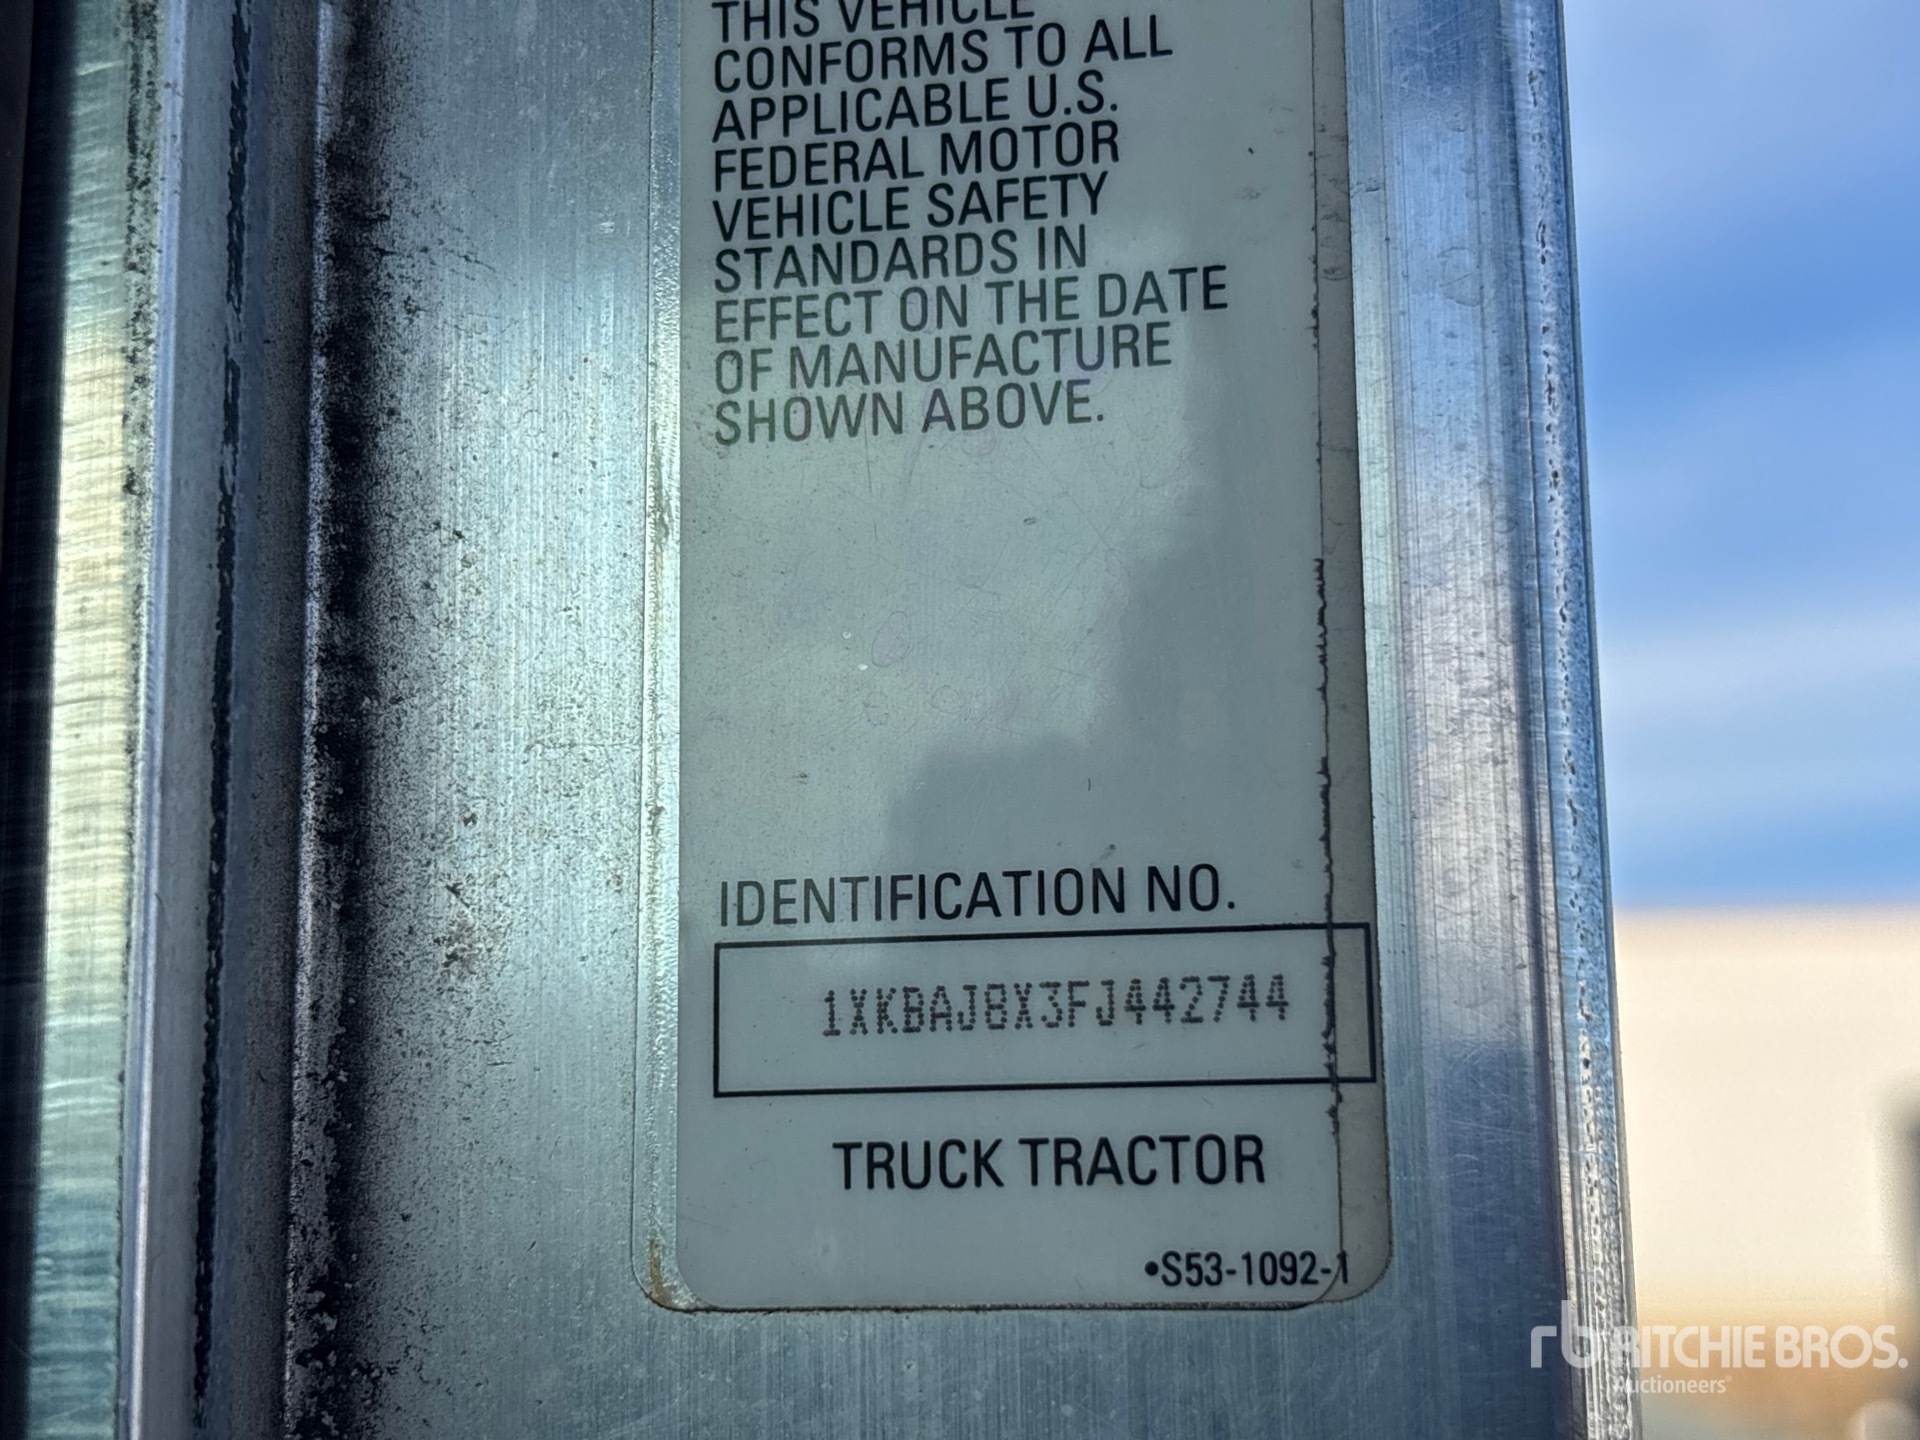 THIS VEHICLE
CONFORMS TO ALL
APPLICABLE U.S.
FEDERAL MOTOR
VEHICLE SAFETY
STANDARDS IN
EFFECT ON THE DATE
OF MANUFACTURE
SHOWN ABOVE.
IDENTIFICATION NO.
1XKBAJ8X3FJ442744
TRUCK TRACTOR
•S53-1092-1
rb RITCHIE BROS.
Auctioneers